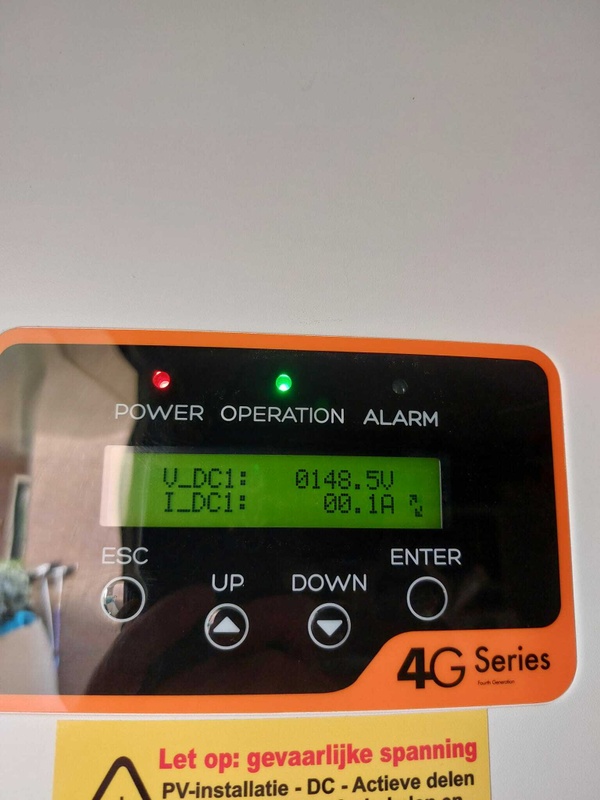 POWER OPERATION ALARM
V_DC1: 0148.5V
I_DC1: 00.1A
ESC ENTER
UP DOWN
4G Series
Fourth Generation
Let op: gevaarlijke spanning
PV-installatie - DC - Actieve delen